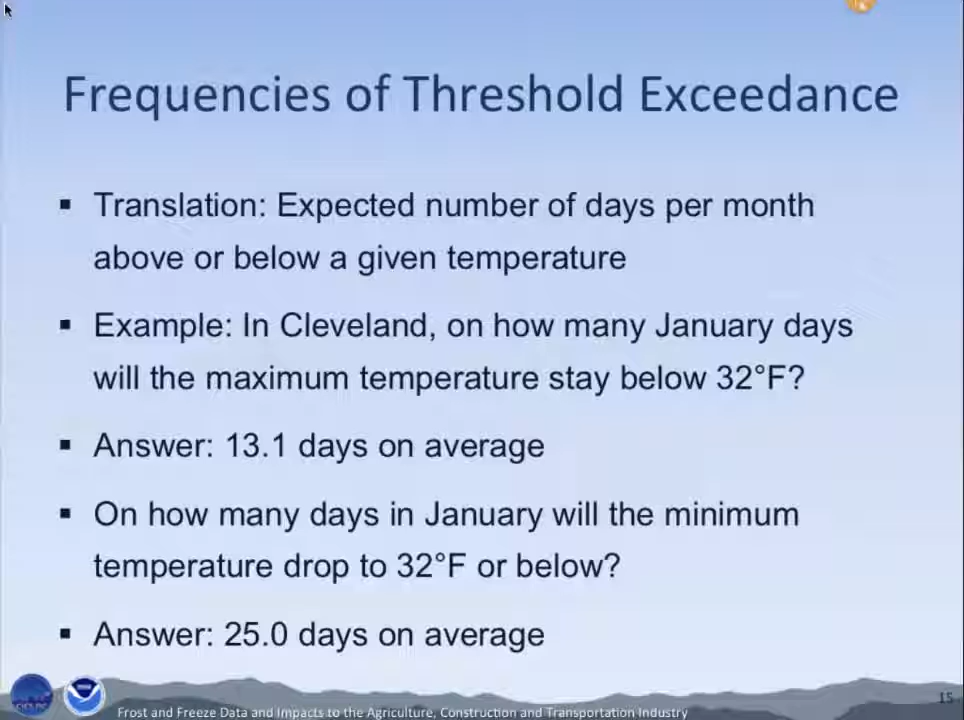 Frequencies of Threshold Exceedance
▪ Translation: Expected number of days per month
above or below a given temperature
▪ Example: In Cleveland, on how many January days
will the maximum temperature stay below 32°F?
▪ Answer: 13.1 days on average
▪ On how many days in January will the minimum
temperature drop to 32°F or below?
▪ Answer: 25.0 days on average
15
Frost and Freeze Data and Impacts to the Agriculture, Construction and Transportation Industry